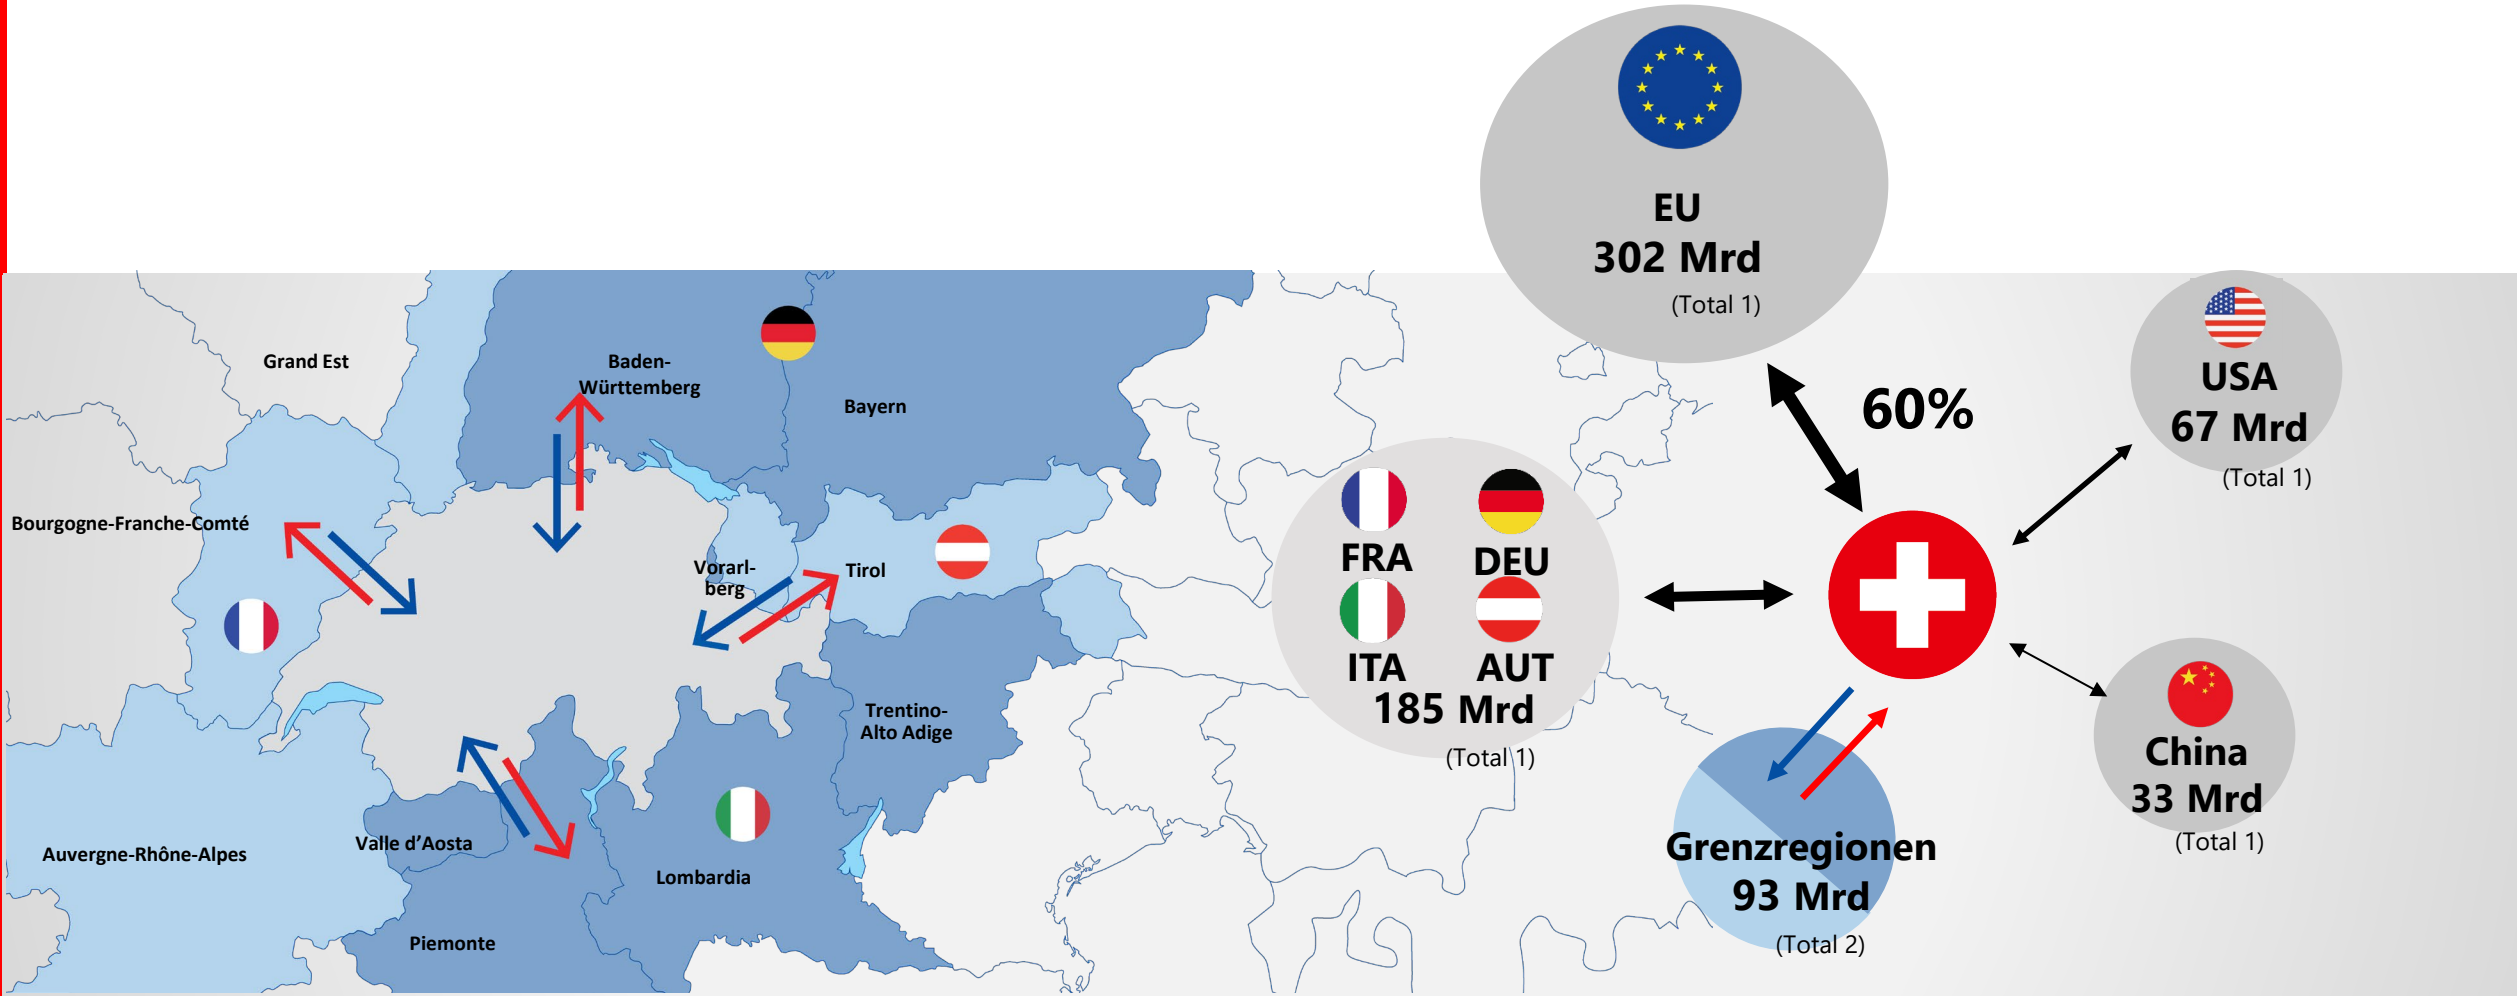 Grand Est
Baden-
Württemberg
Bayern
Bourgogne-Franche-Comté
Vorarl-
berg
Tirol
Trentino-
Alto Adige
Valle d’Aosta
Auvergne-Rhône-Alpes
Lombardia
Piemonte
EU
302 Mrd
(Total 1)
60%
USA
67 Mrd
(Total 1)
FRA
DEU
ITA
AUT
185 Mrd
(Total 1)
China
33 Mrd
(Total 1)
Grenzregionen
93 Mrd
(Total 2)